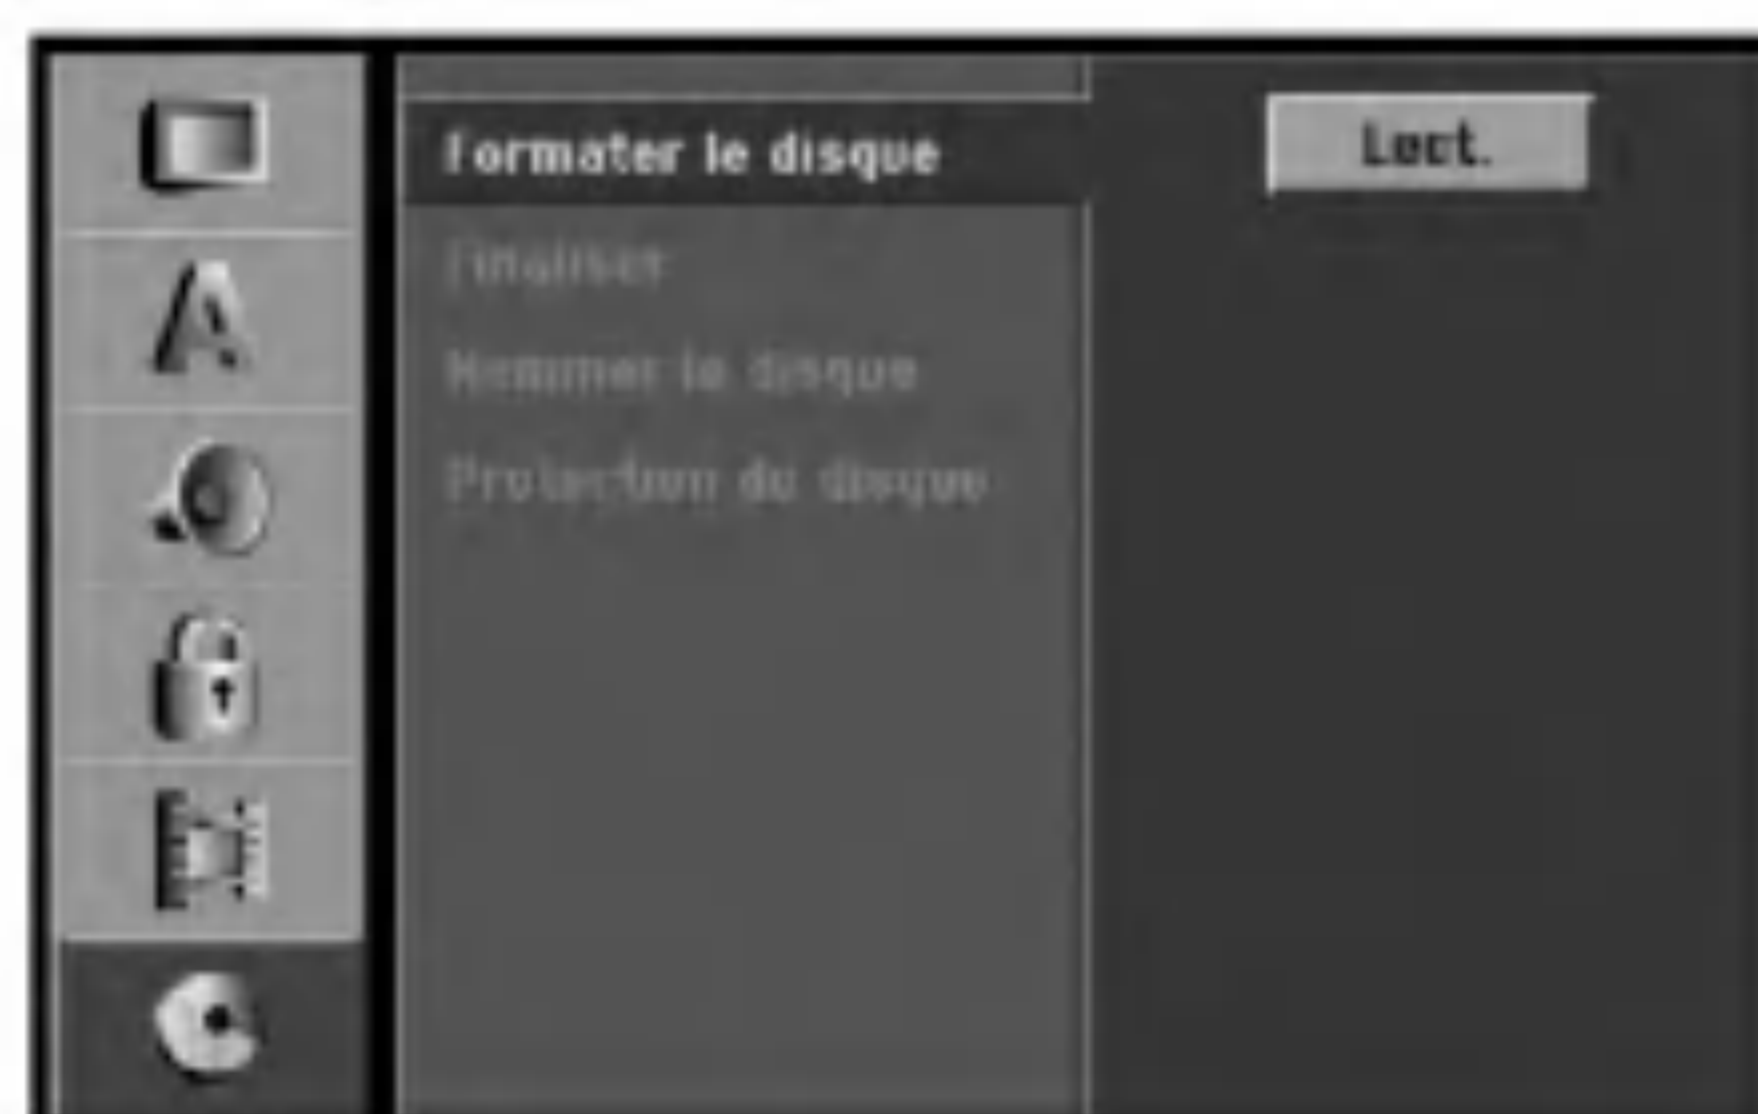 Formater le disque
Lect.
Finaliser
Nommer le disque
Protection du disque